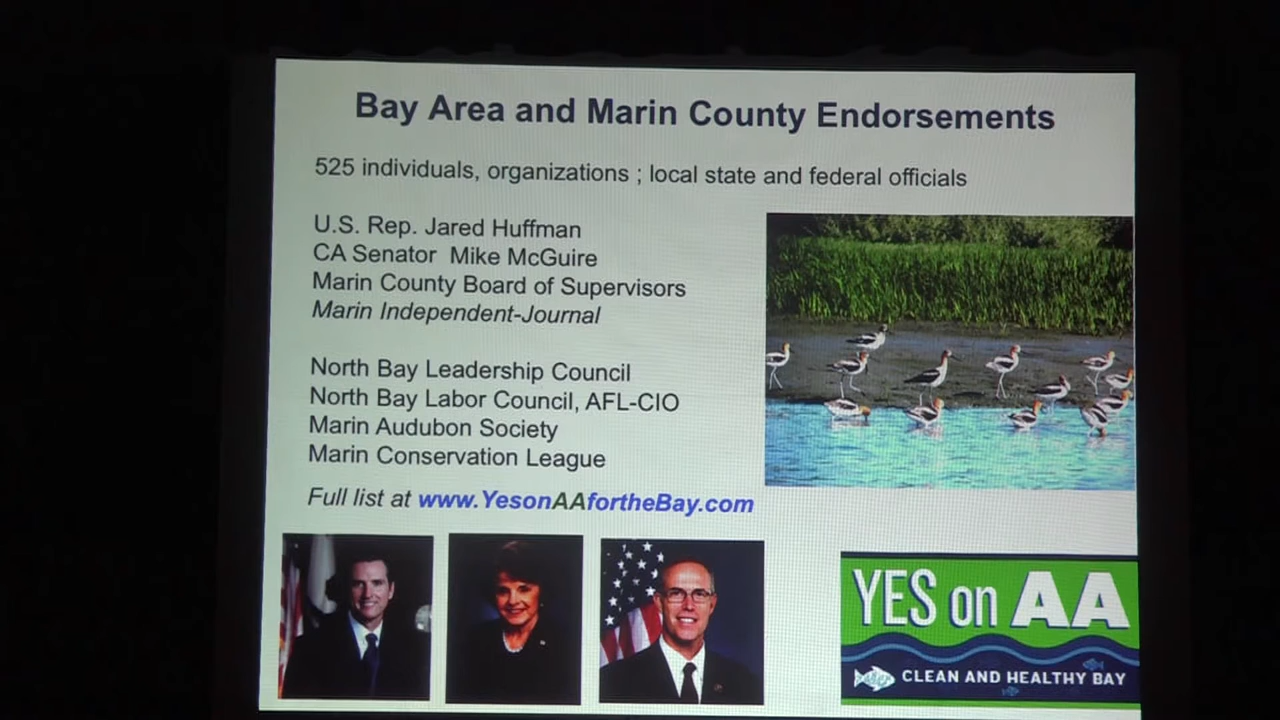 Bay Area and Marin County Endorsements
525 individuals, organizations ; local state and federal officials
U.S. Rep. Jared Huffman
CA Senator Mike McGuire
Marin County Board of Supervisors
Marin Independent-Journal
North Bay Leadership Council
North Bay Labor Council, AFL-CIO
Marin Audubon Society
Marin Conservation League
Full list at www.YesonAAfortheBay.com
YES on AA
CLEAN AND HEALTHY BAY